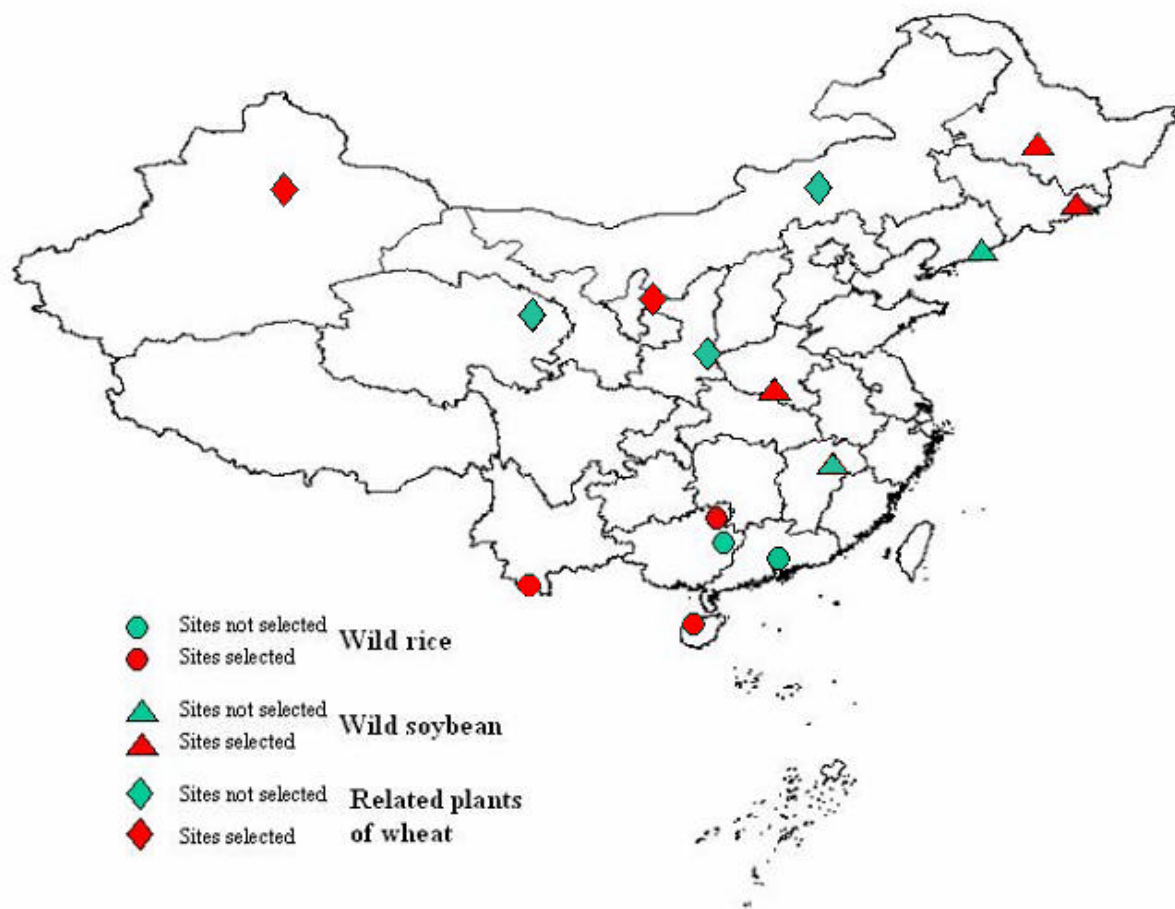 Sites not selected
Wild rice
Sites selected
Sites not selected
Wild soybean
Sites selected
Sites not selected
Related plants
of wheat
Sites selected